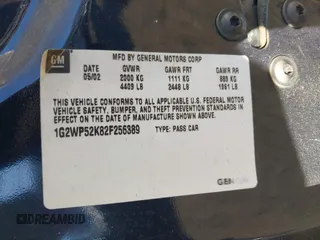 GM
MFD BY GENERAL MOTORS CORP
DATE GVWR GAWR FRT GAWR RR
05/02 2000 KG 1111 KG 889 KG
4409 LB 2448 LB 1961 LB
THIS VEHICLE CONFORMS TO ALL APPLICABLE U.S. FEDERAL MOTOR
VEHICLE SAFETY, BUMPER, AND THEFT PREVENTION STANDARDS
IN EFFECT ON THE DATE OF MANUFACTURE SHOWN ABOVE.
1G2WP52K82F256389 TYPE: PASS CAR
DREAMBID